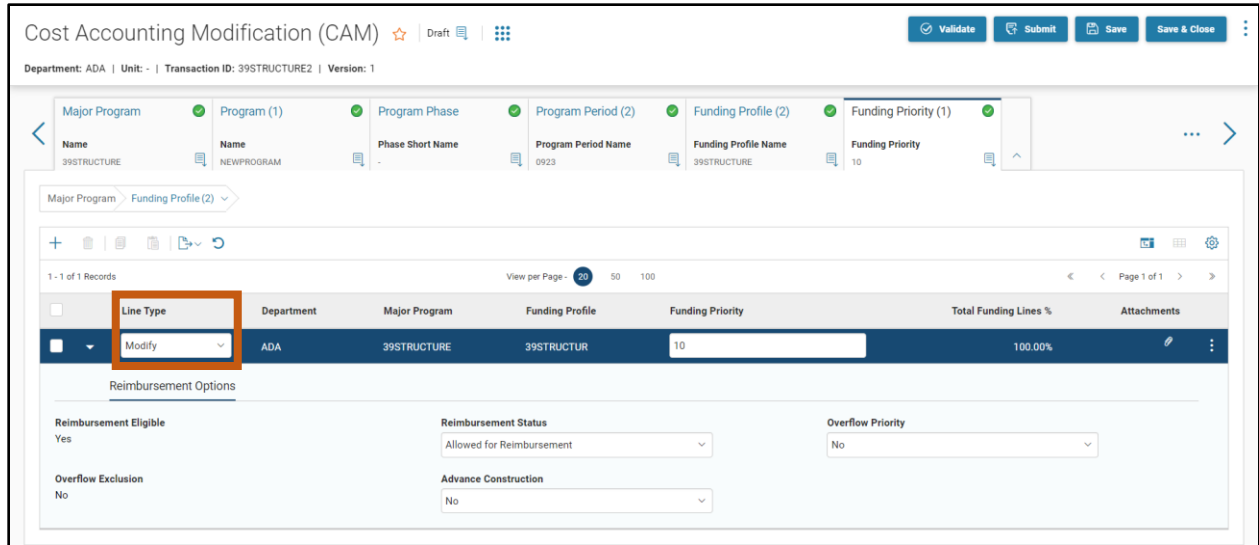 Cost Accounting Modification (CAM) Draft Validate Submit Save Save & Close
Department: ADA | Unit: - | Transaction ID: 39STRUCTURE2 | Version: 1
Major Program Program (1) Program Phase Program Period (2) Funding Profile (2) Funding Priority (1)
Name Name Phase Short Name Program Period Name Funding Profile Name Funding Priority
39STRUCTURE NEWPROGRAM - 0923 39STRUCTURE 10
Major Program Funding Profile (2)
1 - 1 of 1 Records View per Page - 20 50 100 Page 1 of 1
Line Type Department Major Program Funding Profile Funding Priority Total Funding Lines % Attachments
Modify ADA 39STRUCTURE 39STRUCTUR 10 100.00%
Reimbursement Options
Reimbursement Eligible Reimbursement Status Overflow Priority
Yes Allowed for Reimbursement No
Overflow Exclusion Advance Construction
No No